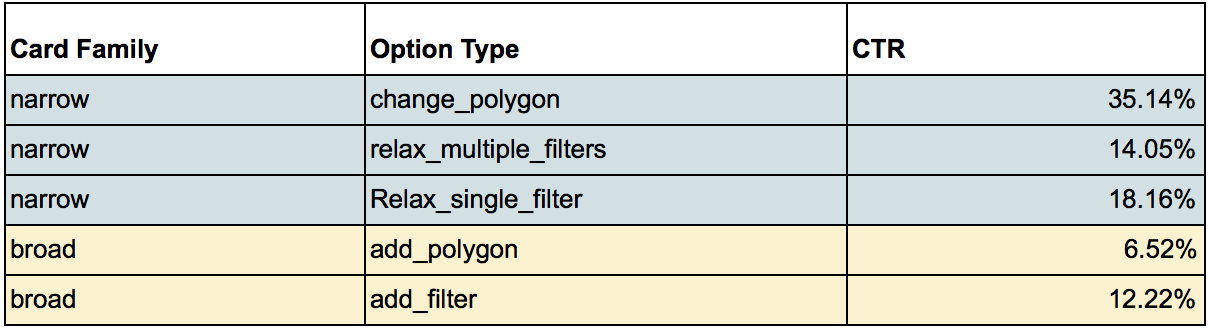 Card Family Option Type CTR
narrow change_polygon 35.14%
narrow relax_multiple_filters 14.05%
narrow Relax_single_filter 18.16%
broad add_polygon 6.52%
broad add_filter 12.22%